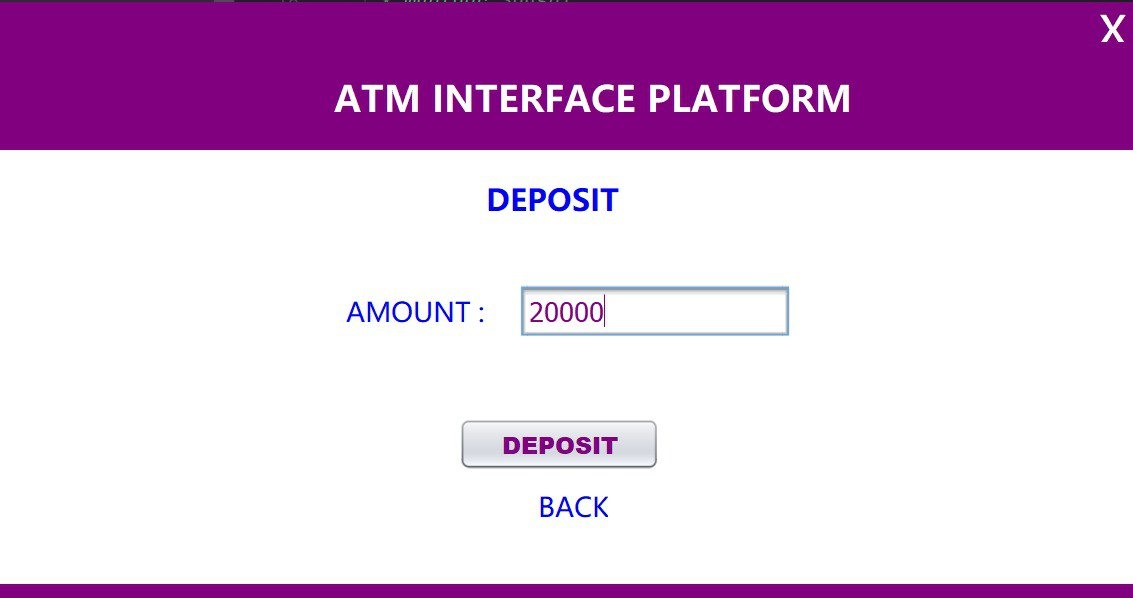 X
ATM INTERFACE PLATFORM
DEPOSIT
AMOUNT : 20000
DEPOSIT
BACK